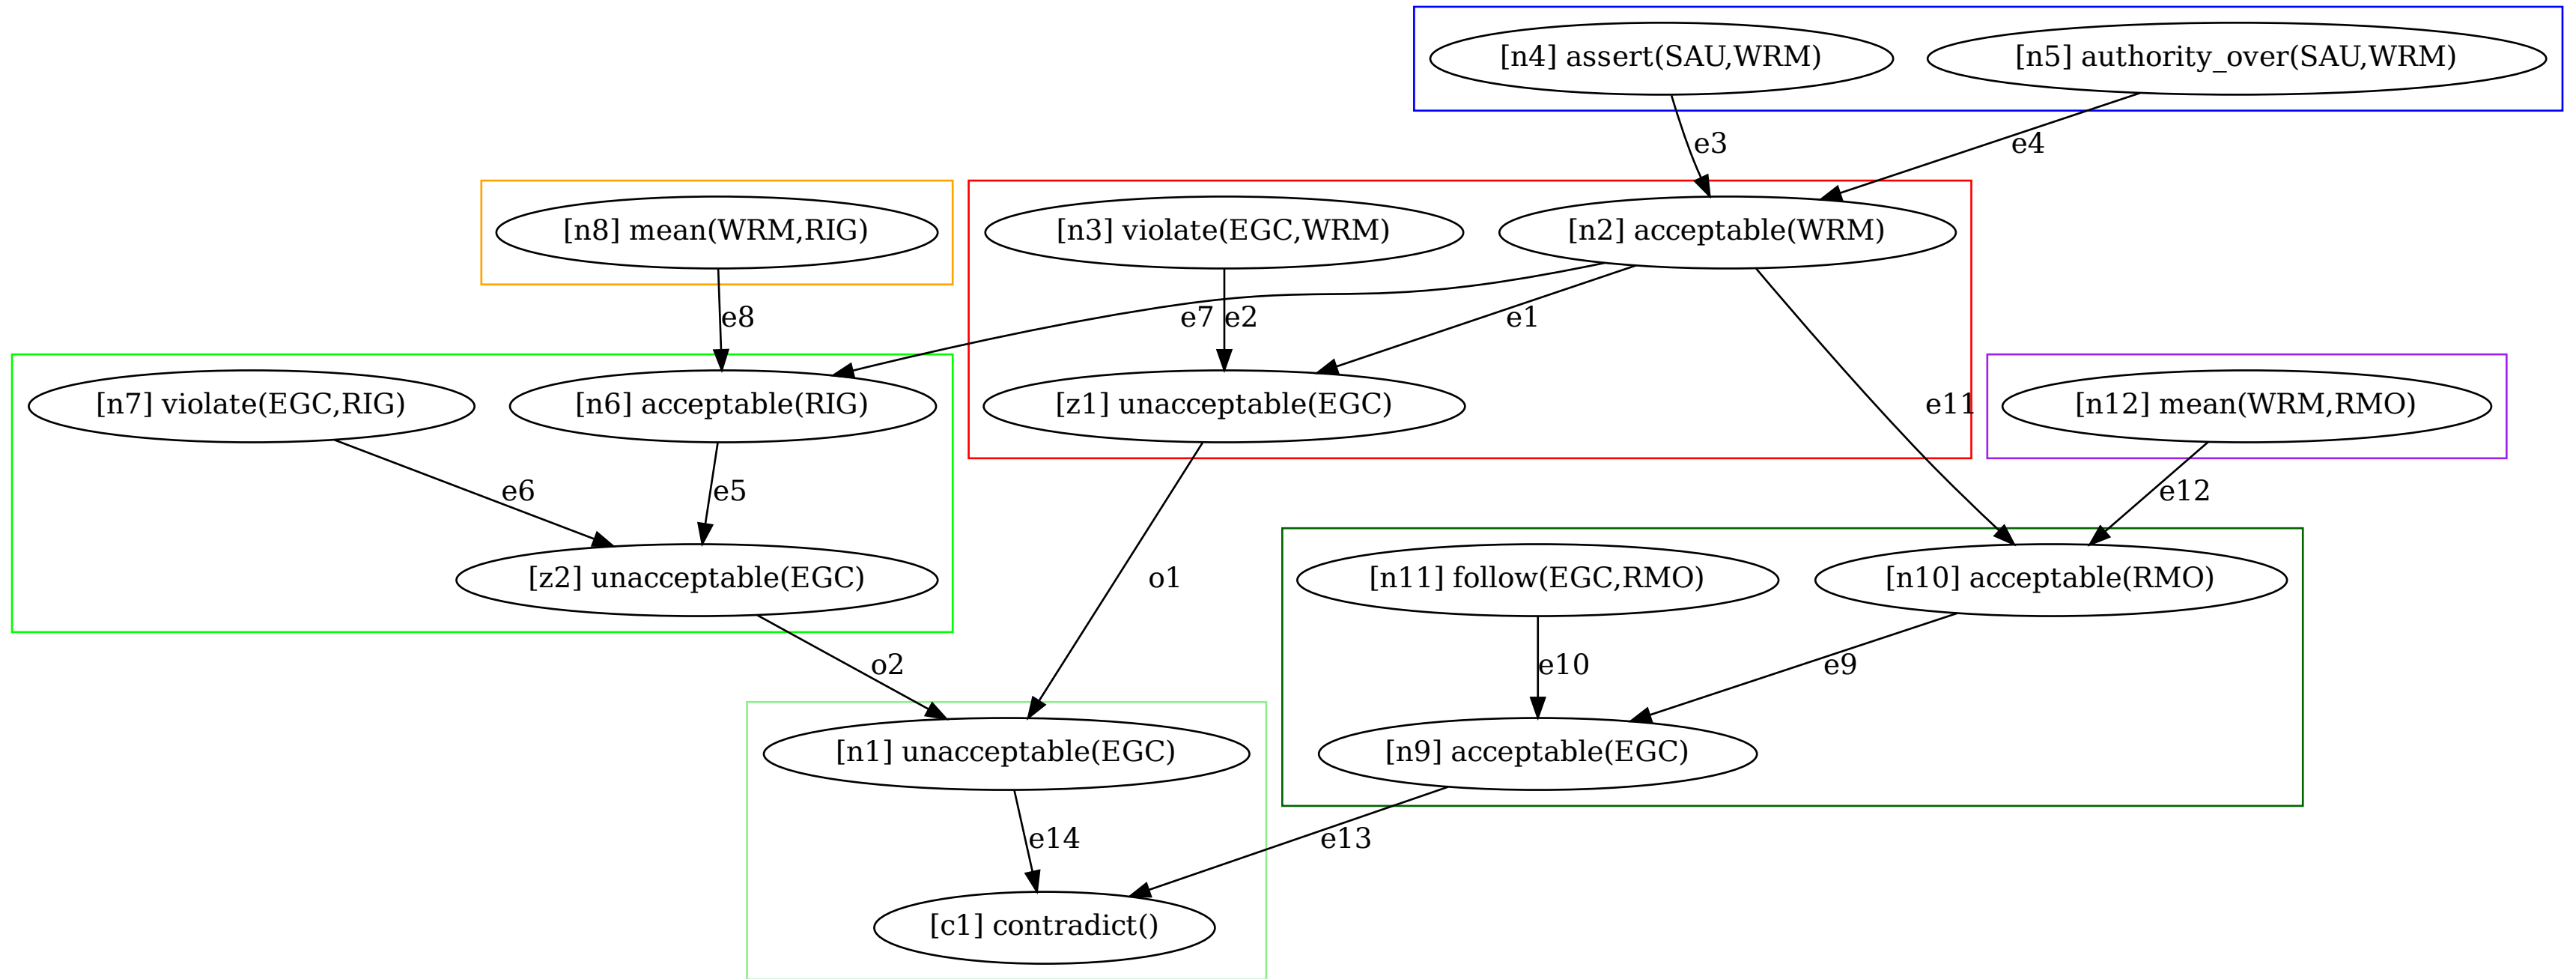 [n4] assert(SAU,WRM)
[n5] authority_over(SAU,WRM)
e3
e4
[n8] mean(WRM,RIG)
[n3] violate(EGC,WRM)
[n2] acceptable(WRM)
e8
e7
e2
e1
[n7] violate(EGC,RIG)
[n6] acceptable(RIG)
[z1] unacceptable(EGC)
e11
[n12] mean(WRM,RMO)
e6
e5
e12
[z2] unacceptable(EGC)
o1
[n11] follow(EGC,RMO)
[n10] acceptable(RMO)
o2
e10
e9
[n1] unacceptable(EGC)
[n9] acceptable(EGC)
e14
e13
[c1] contradict()